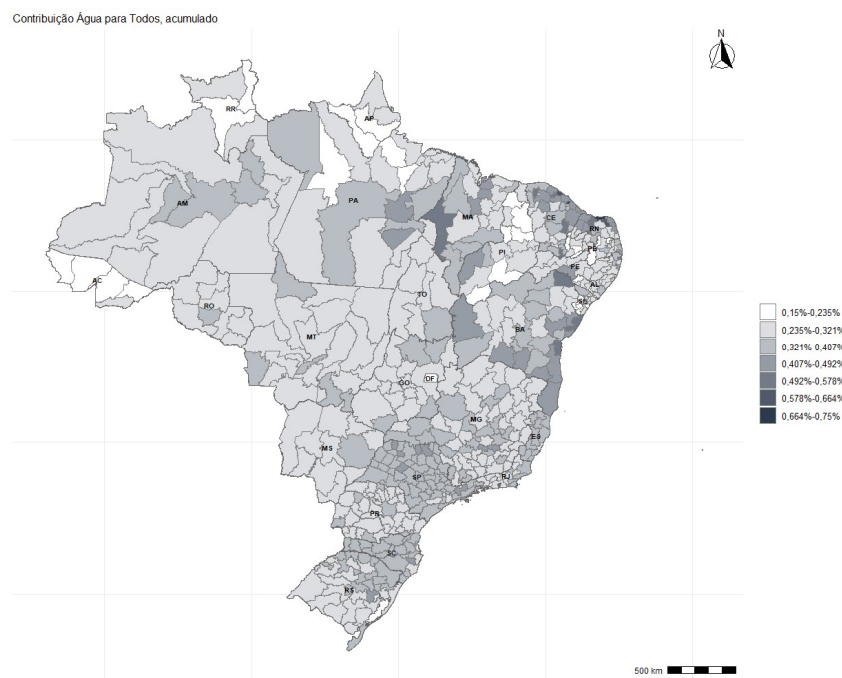 Contribuição Água para Todos, acumulado
N
RR
AP
AM
PA
MA
CE
RN
PB
PI
PE
AL
SE
AC
TO
RO
BA
MT
DF
GO
MG
ES
MS
SP
RJ
PR
SC
RS
0,15%-0,235%
0,235%-0,321%
0,321% 0,407%
0,407%-0,492%
0,492%-0,578%
0,578%-0,664%
0,664%-0,75%
500 km